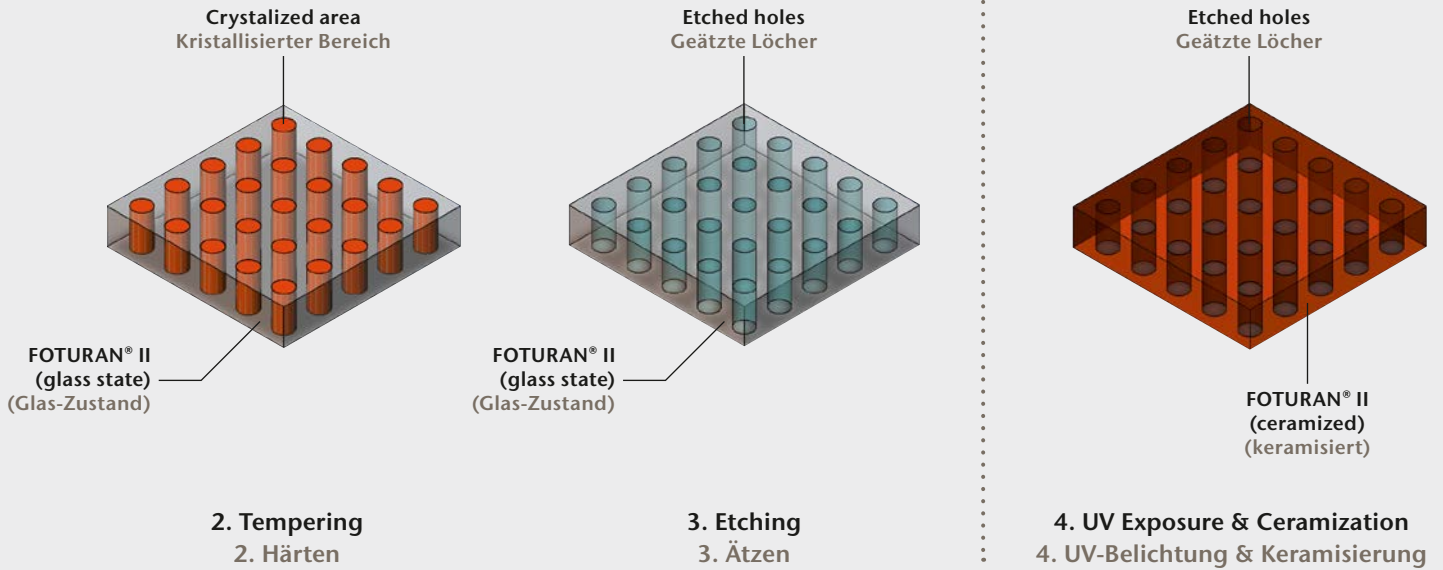 Crystalized area
Kristallisierter Bereich
FOTURAN® II
(glass state)
(Glas-Zustand)
2. Tempering
2. Härten
Etched holes
Geätzte Löcher
FOTURAN® II
(glass state)
(Glas-Zustand)
3. Etching
3. Ätzen
Etched holes
Geätzte Löcher
FOTURAN® II
(ceramized)
(keramisiert)
4. UV Exposure & Ceramization
4. UV-Belichtung & Keramisierung